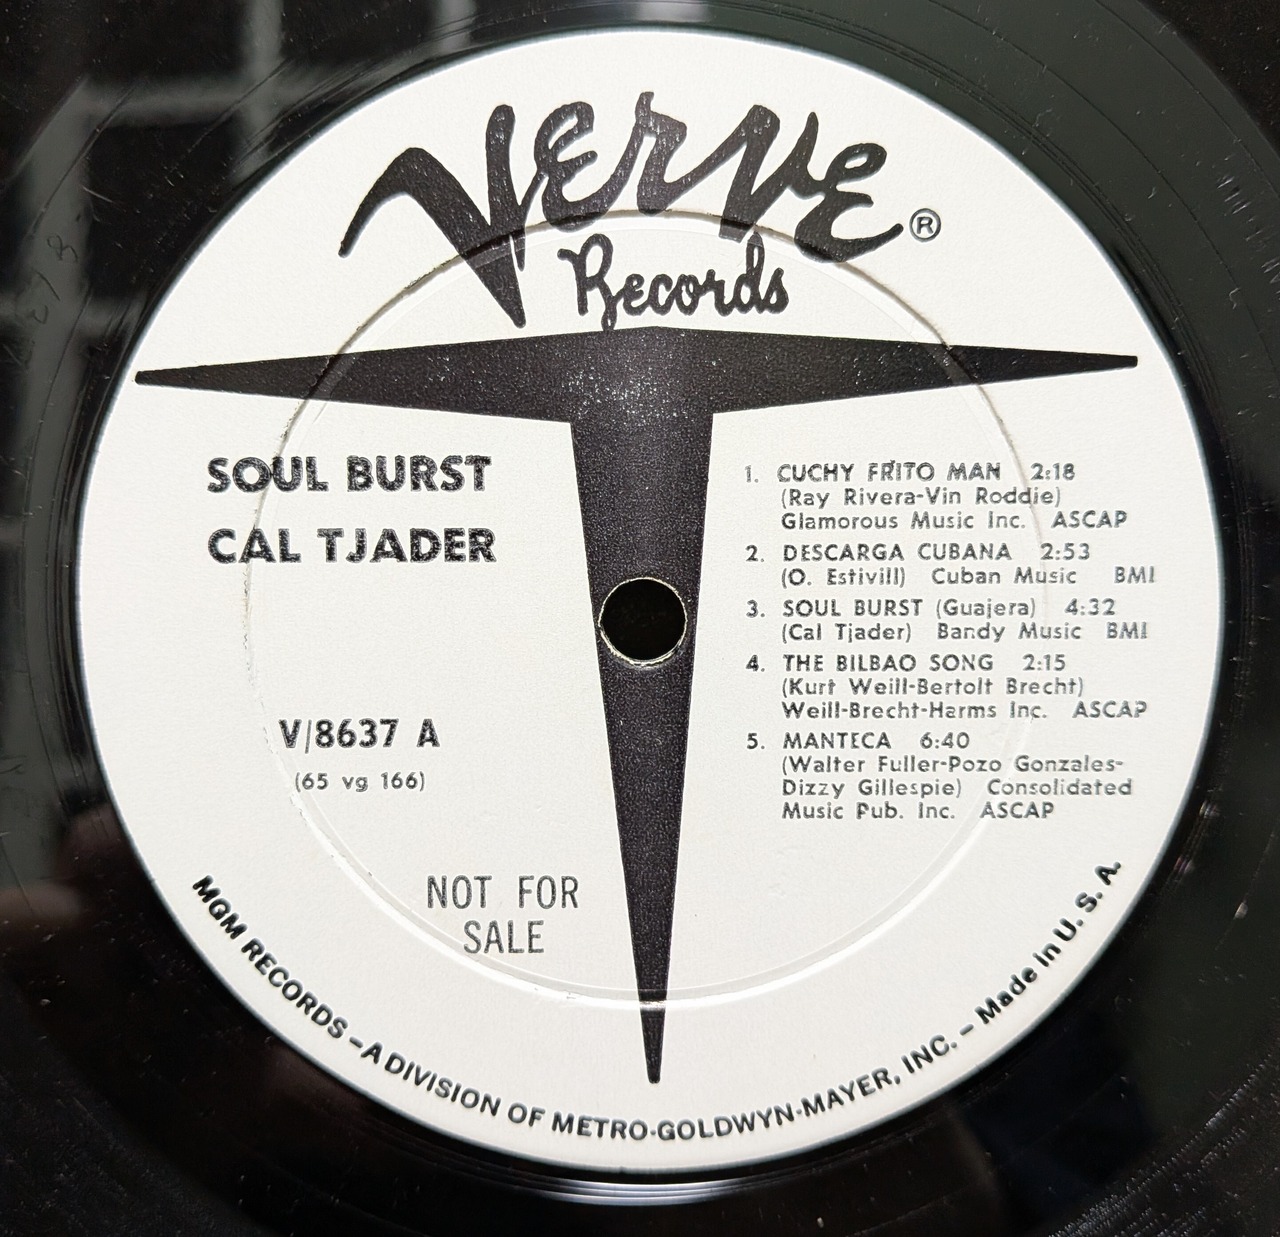 Verve ®
Records
SOUL BURST
CAL TJADER
V/8637 A
(65 vg 166)
NOT FOR
SALE
1. CUCHY FRITO MAN 2:18
(Ray Rivera-Vin Roddie)
Glamorous Music Inc. ASCAP
2. DESCARGA CUBANA 2:53
(O. Estivill) Cuban Music BMI
3. SOUL BURST (Guajera) 4:32
(Cal Tjader) Bandy Music BMI
4. THE BILBAO SONG 2:15
(Kurt Weill-Bertolt Brecht)
Weill-Brecht-Harms Inc. ASCAP
5. MANTECA 6:40
(Walter Fuller-Pozo Gonzales-
Dizzy Gillespie) Consolidated
Music Pub. Inc. ASCAP
MGM RECORDS – A DIVISION OF METRO-GOLDWYN-MAYER, INC. – Made in U. S. A.